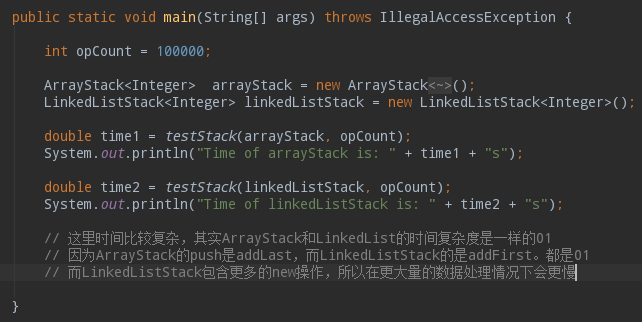 public static void main(String[] args) throws IllegalAccessException {
int opCount = 100000;
ArrayStack<Integer>  arrayStack = new ArrayStack<~>();
LinkedListStack<Integer> linkedListStack = new LinkedListStack<Integer>();
double time1 = testStack(arrayStack, opCount);
System.out.println("Time of arrayStack is: " + time1 + "s");
double time2 = testStack(linkedListStack, opCount);
System.out.println("Time of linkedListStack is: " + time2 + "s");
// 这里时间比较复杂，其实ArrayStack和LinkedList的时间复杂度是一样的O1
// 因为ArrayStack的push是addLast，而LinkedListStack的是addFirst。都是O1
// 而LinkedListStack包含更多的new操作，所以在更大量的数据处理情况下会更慢
}